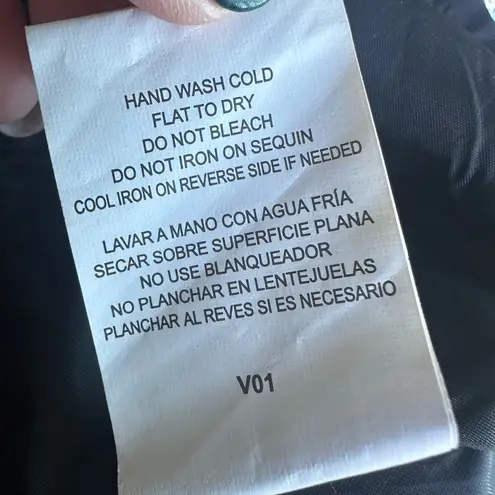 HAND WASH COLD
FLAT TO DRY
DO NOT BLEACH
DO NOT IRON ON SEQUIN
COOL IRON ON REVERSE SIDE IF NEEDED
LAVAR A MANO CON AGUA FRÍA
SECAR SOBRE SUPERFICIE PLANA
NO USE BLANQUEADOR
NO PLANCHAR EN LENTEJUELAS
PLANCHAR AL REVES SI ES NECESARIO
V01